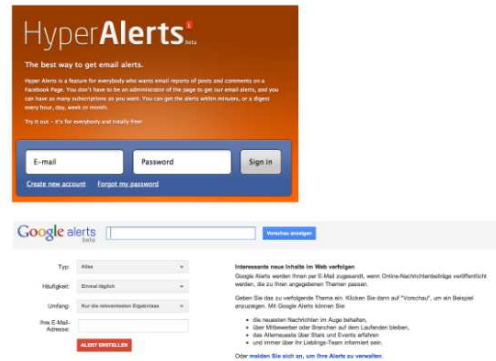 HyperAlerts
beta
The best way to get email alerts.
Hyper Alerts is a feature for everybody who wants email reports of posts and comments on a
Facebook Page. You don't have to be an administrator of the page to get our email alerts, and you
can have as many subscriptions as you want. You can get the alerts within minutes, or a digest
every hour, day, week or month.
Try it out - it's for everybody and totally free!
E-mail
Password
Sign in
Create new account
Forgot my password
Google alerts
beta
Vorschau anzeigen
Typ:
Alles
Häufigkeit:
Einmal täglich
Umfang:
Nur die relevantesten Ergebnisse
Ihre E-Mail-
Adresse:
ALERT ERSTELLEN
Interessante neue Inhalte im Web verfolgen
Google Alerts werden Ihnen per E-Mail zugesandt, wenn Online-Nachrichtenbeiträge veröffentlicht
werden, die zu Ihren angegebenen Themen passen.
Geben Sie das zu verfolgende Thema ein. Klicken Sie dann auf "Vorschau", um ein Beispiel
anzuzeigen. Mit Google Alerts können Sie:
• die neuesten Nachrichten im Auge behalten,
• über Mitbewerber oder Branchen auf dem Laufenden bleiben,
• das Allerneueste über Stars und Events erfahren
• und immer über Ihr Lieblings-Team informiert sein.
Oder melden Sie sich an, um Ihre Alerts zu verwalten.